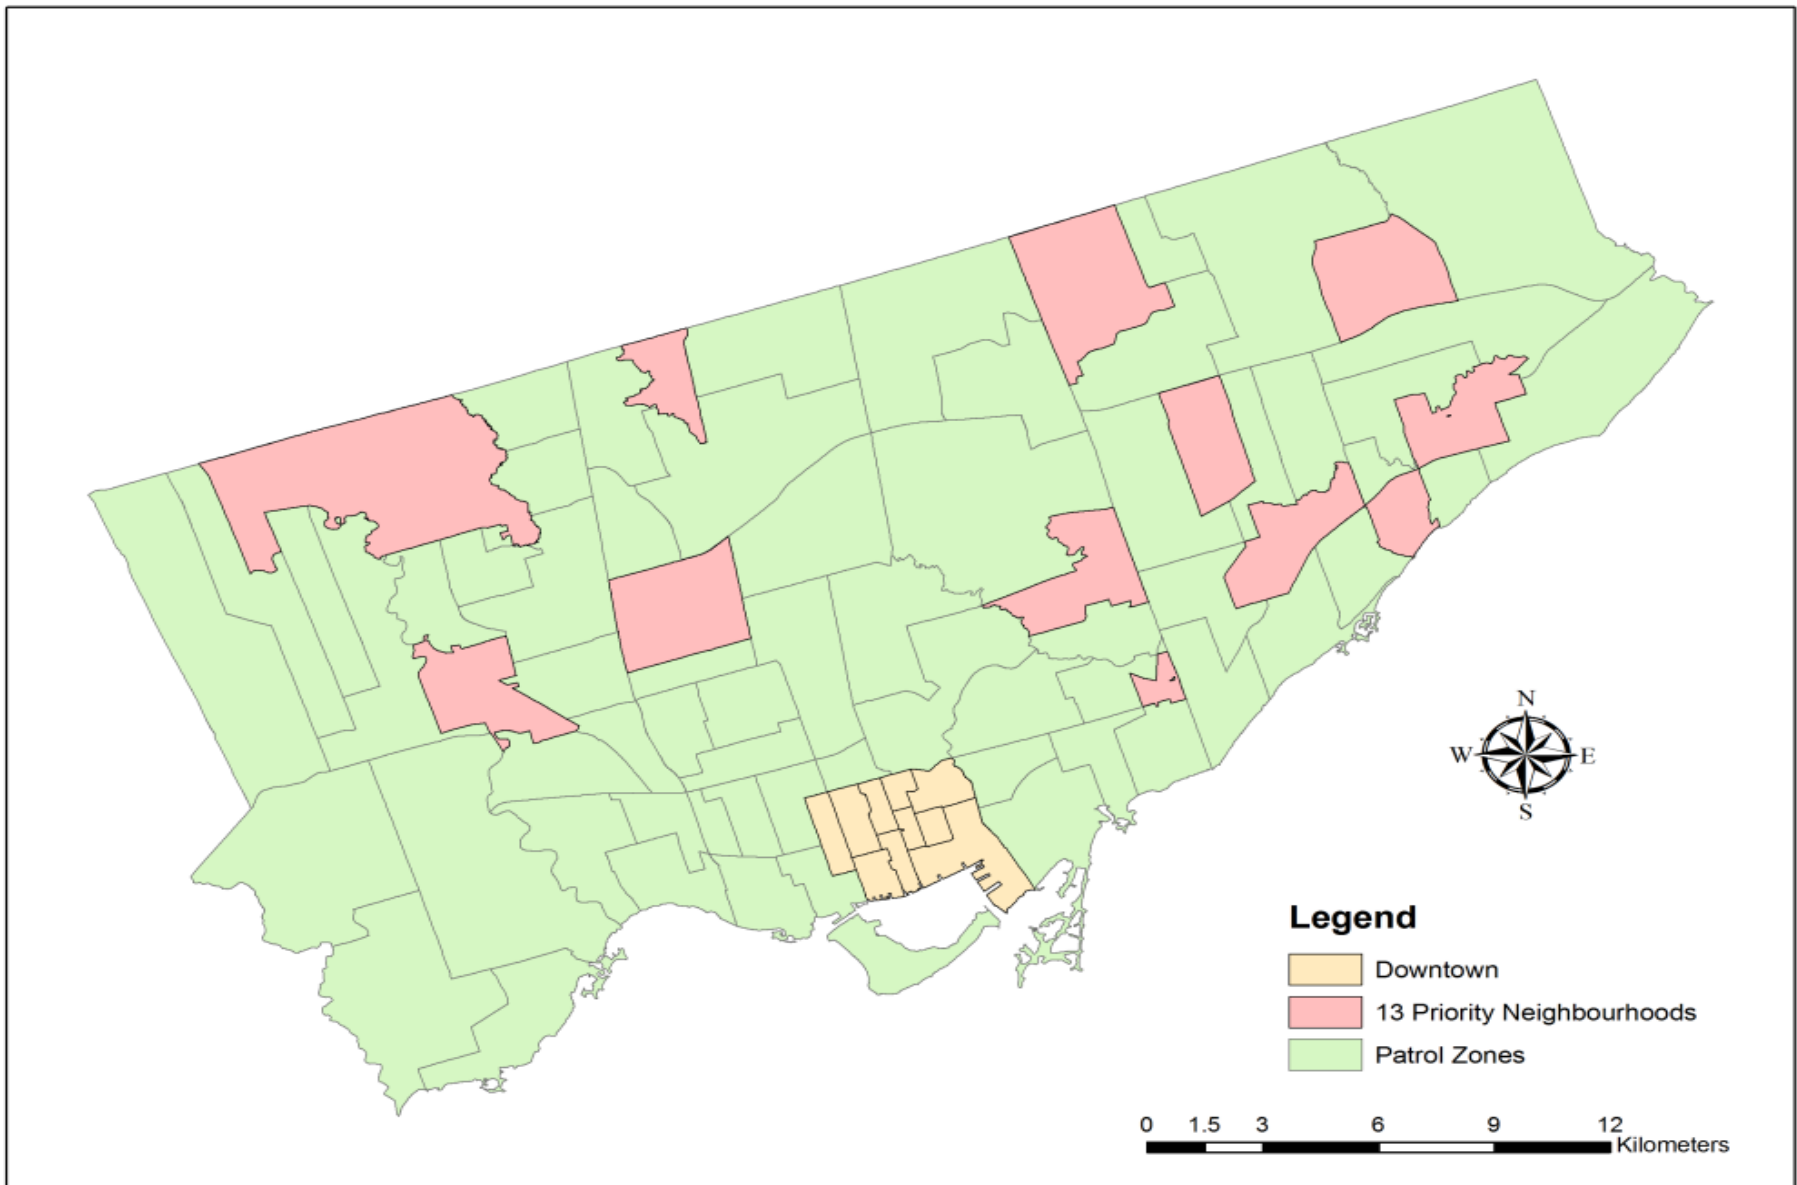 N
W E
S
Legend
Downtown
13 Priority Neighbourhoods
Patrol Zones
0 1.5 3 6 9 12
Kilometers